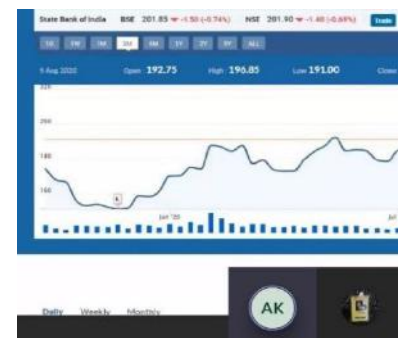 State Bank of India BSE 201.85 -1.50 (-0.74%) NSE 201.90 -1.40 (-0.69%) Trade
1D 1W 1M 3M 6M 1Y 2Y 5Y ALL
5 Aug 2020 Open 192.75 High 196.85 Low 191.00 Close
220
200
180
160
Jun '20 Jul
Daily Weekly Monthly
AK